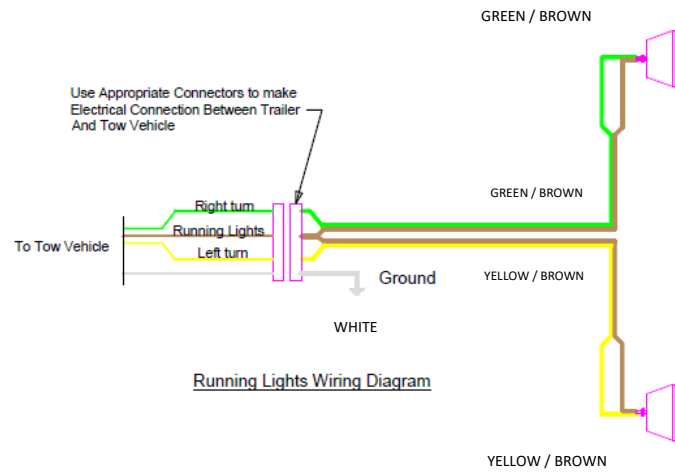 GREEN / BROWN
Use Appropriate Connectors to make
Electrical Connection Between Trailer
And Tow Vehicle
GREEN / BROWN
Right turn
Running Lights
To Tow Vehicle
Left turn
Ground
YELLOW / BROWN
WHITE
Running Lights Wiring Diagram
YELLOW / BROWN